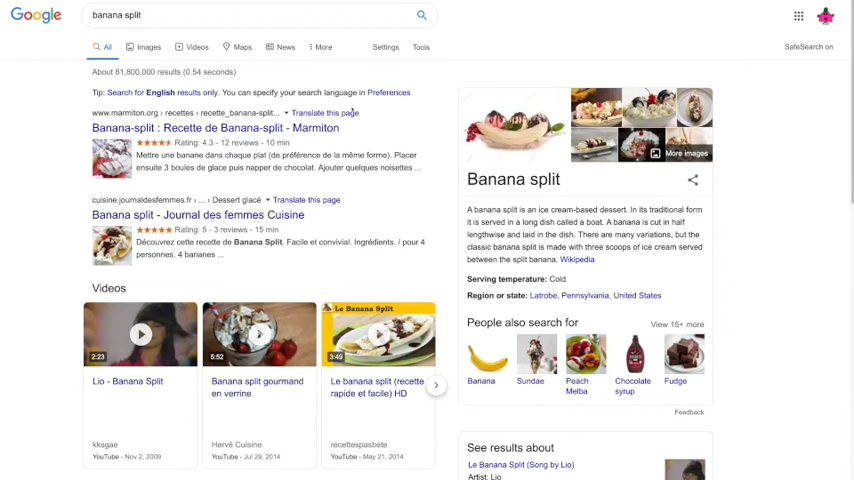 Google
banana split
All Images Videos Maps News More Settings Tools
SafeSearch on
About 81,800,000 results (0.54 seconds)
Tip: Search for English results only. You can specify your search language in Preferences
www.marmiton.org › recettes › recette_banana-split... Translate this page
Banana-split : Recette de Banana-split - Marmiton
Rating: 4.3 - 12 reviews - 10 min
Mettre une banane dans chaque plat (de préférence de la même forme). Placer
ensuite 3 boules de glace puis napper de chocolat. Ajouter quelques noisettes ...
cuisine.journaldesfemmes.fr › ... › Dessert glacé Translate this page
Banana split - Journal des femmes Cuisine
Rating: 5 - 3 reviews - 15 min
Découvrez cette recette de Banana Split. Facile et convivial. Ingrédients. / pour 4
personnes. 4 bananes ...
Videos
2:23
Lio - Banana Split
kksgae
YouTube - Nov 2, 2009
5:52
Banana split gourmand
en verrine
Hervé Cuisine
YouTube - Jul 29, 2014
Le Banana Split
3:49
Le banana split (recette
rapide et facile) HD
recettespasbete
YouTube - May 21, 2014
More images
Banana split
A banana split is an ice cream-based dessert. In its traditional form
it is served in a long dish called a boat. A banana is cut in half
lengthwise and laid in the dish. There are many variations, but the
classic banana split is made with three scoops of ice cream served
between the split banana. Wikipedia
Serving temperature: Cold
Region or state: Latrobe, Pennsylvania, United States
People also search for
View 15+ more
Banana
Sundae
Peach
Melba
Chocolate
syrup
Fudge
Feedback
See results about
Le Banana Split (Song by Lio)
Artist: Lio